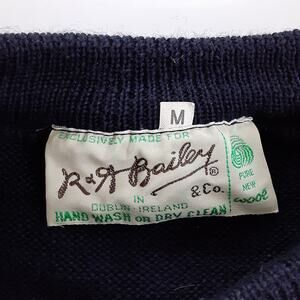 M
EXCLUSIVELY MADE FOR
R & A Bailey ®
& Co.
IN
DUBLIN · IRELAND
HAND WASH OR DRY CLEAN
PURE
NEW
WOOL